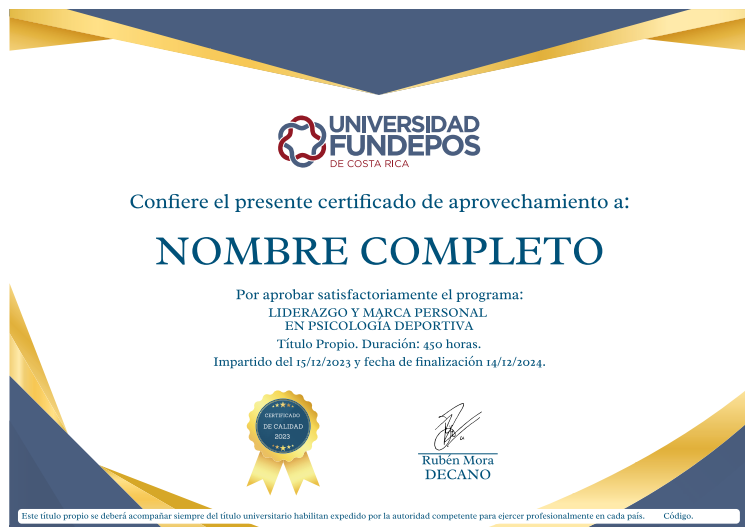 UNIVERSIDAD
FUNDEPOS
DE COSTA RICA
Confiere el presente certificado de aprovechamiento a:
NOMBRE COMPLETO
Por aprobar satisfactoriamente el programa:
LIDERAZGO Y MARCA PERSONAL
EN PSICOLOGÍA DEPORTIVA
Título Propio. Duración: 450 horas.
Impartido del 15/12/2023 y fecha de finalización 14/12/2024.
CERTIFICADO
DE CALIDAD
2023
Rubén Mora
DECANO
Este título propio se deberá acompañar siempre del título universitario habilitan expedido por la autoridad competente para ejercer profesionalmente en cada país. Código.